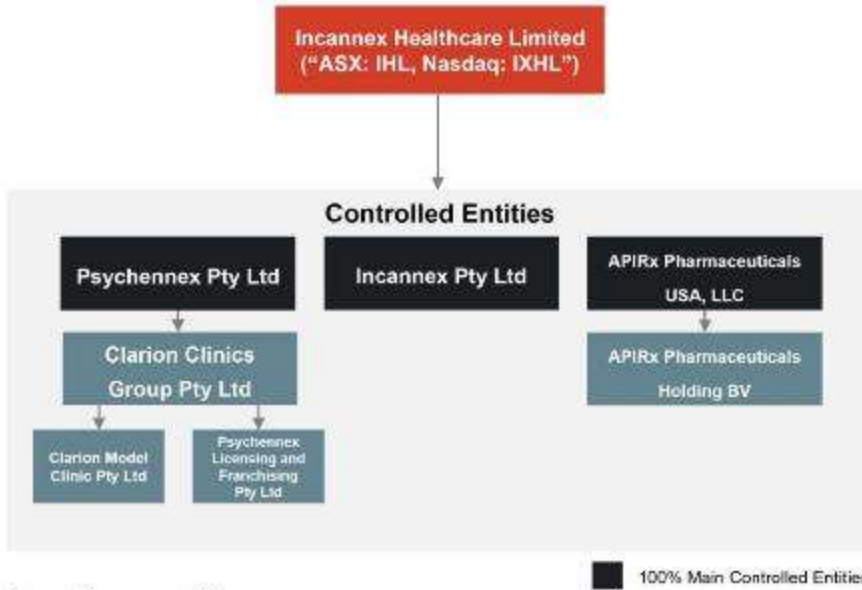 Incannex Healthcare Limited
(“ASX: IHL, Nasdaq: IXHL”)
Controlled Entities
Psychennex Pty Ltd
Incannex Pty Ltd
APIRx Pharmaceuticals
USA, LLC
Clarion Clinics
Group Pty Ltd
APIRx Pharmaceuticals
Holding BV
Clarion Model
Clinic Pty Ltd
Psychennex
Licensing and
Franchising
Pty Ltd
100% Main Controlled Entities